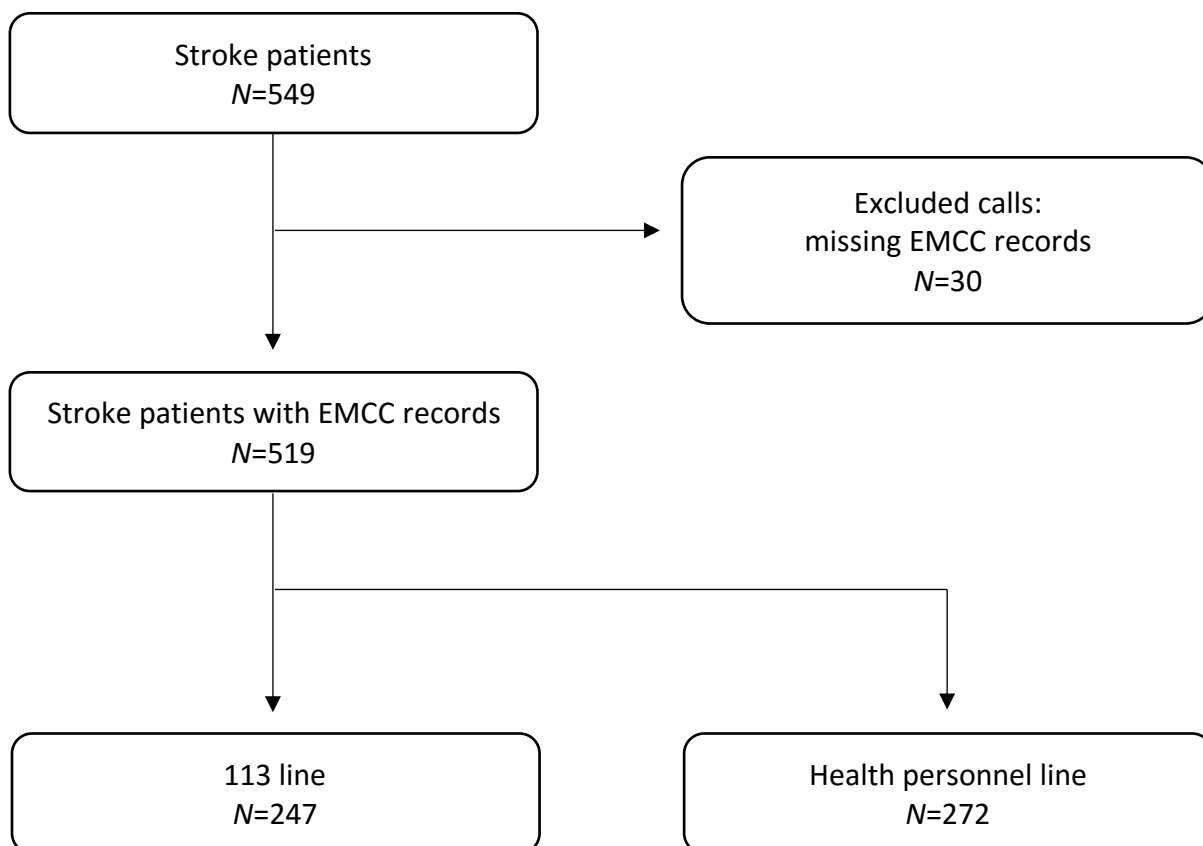 Stroke patients
N=549
Excluded calls:
missing EMCC records
N=30
Stroke patients with EMCC records
N=519
113 line
N=247
Health personnel line
N=272